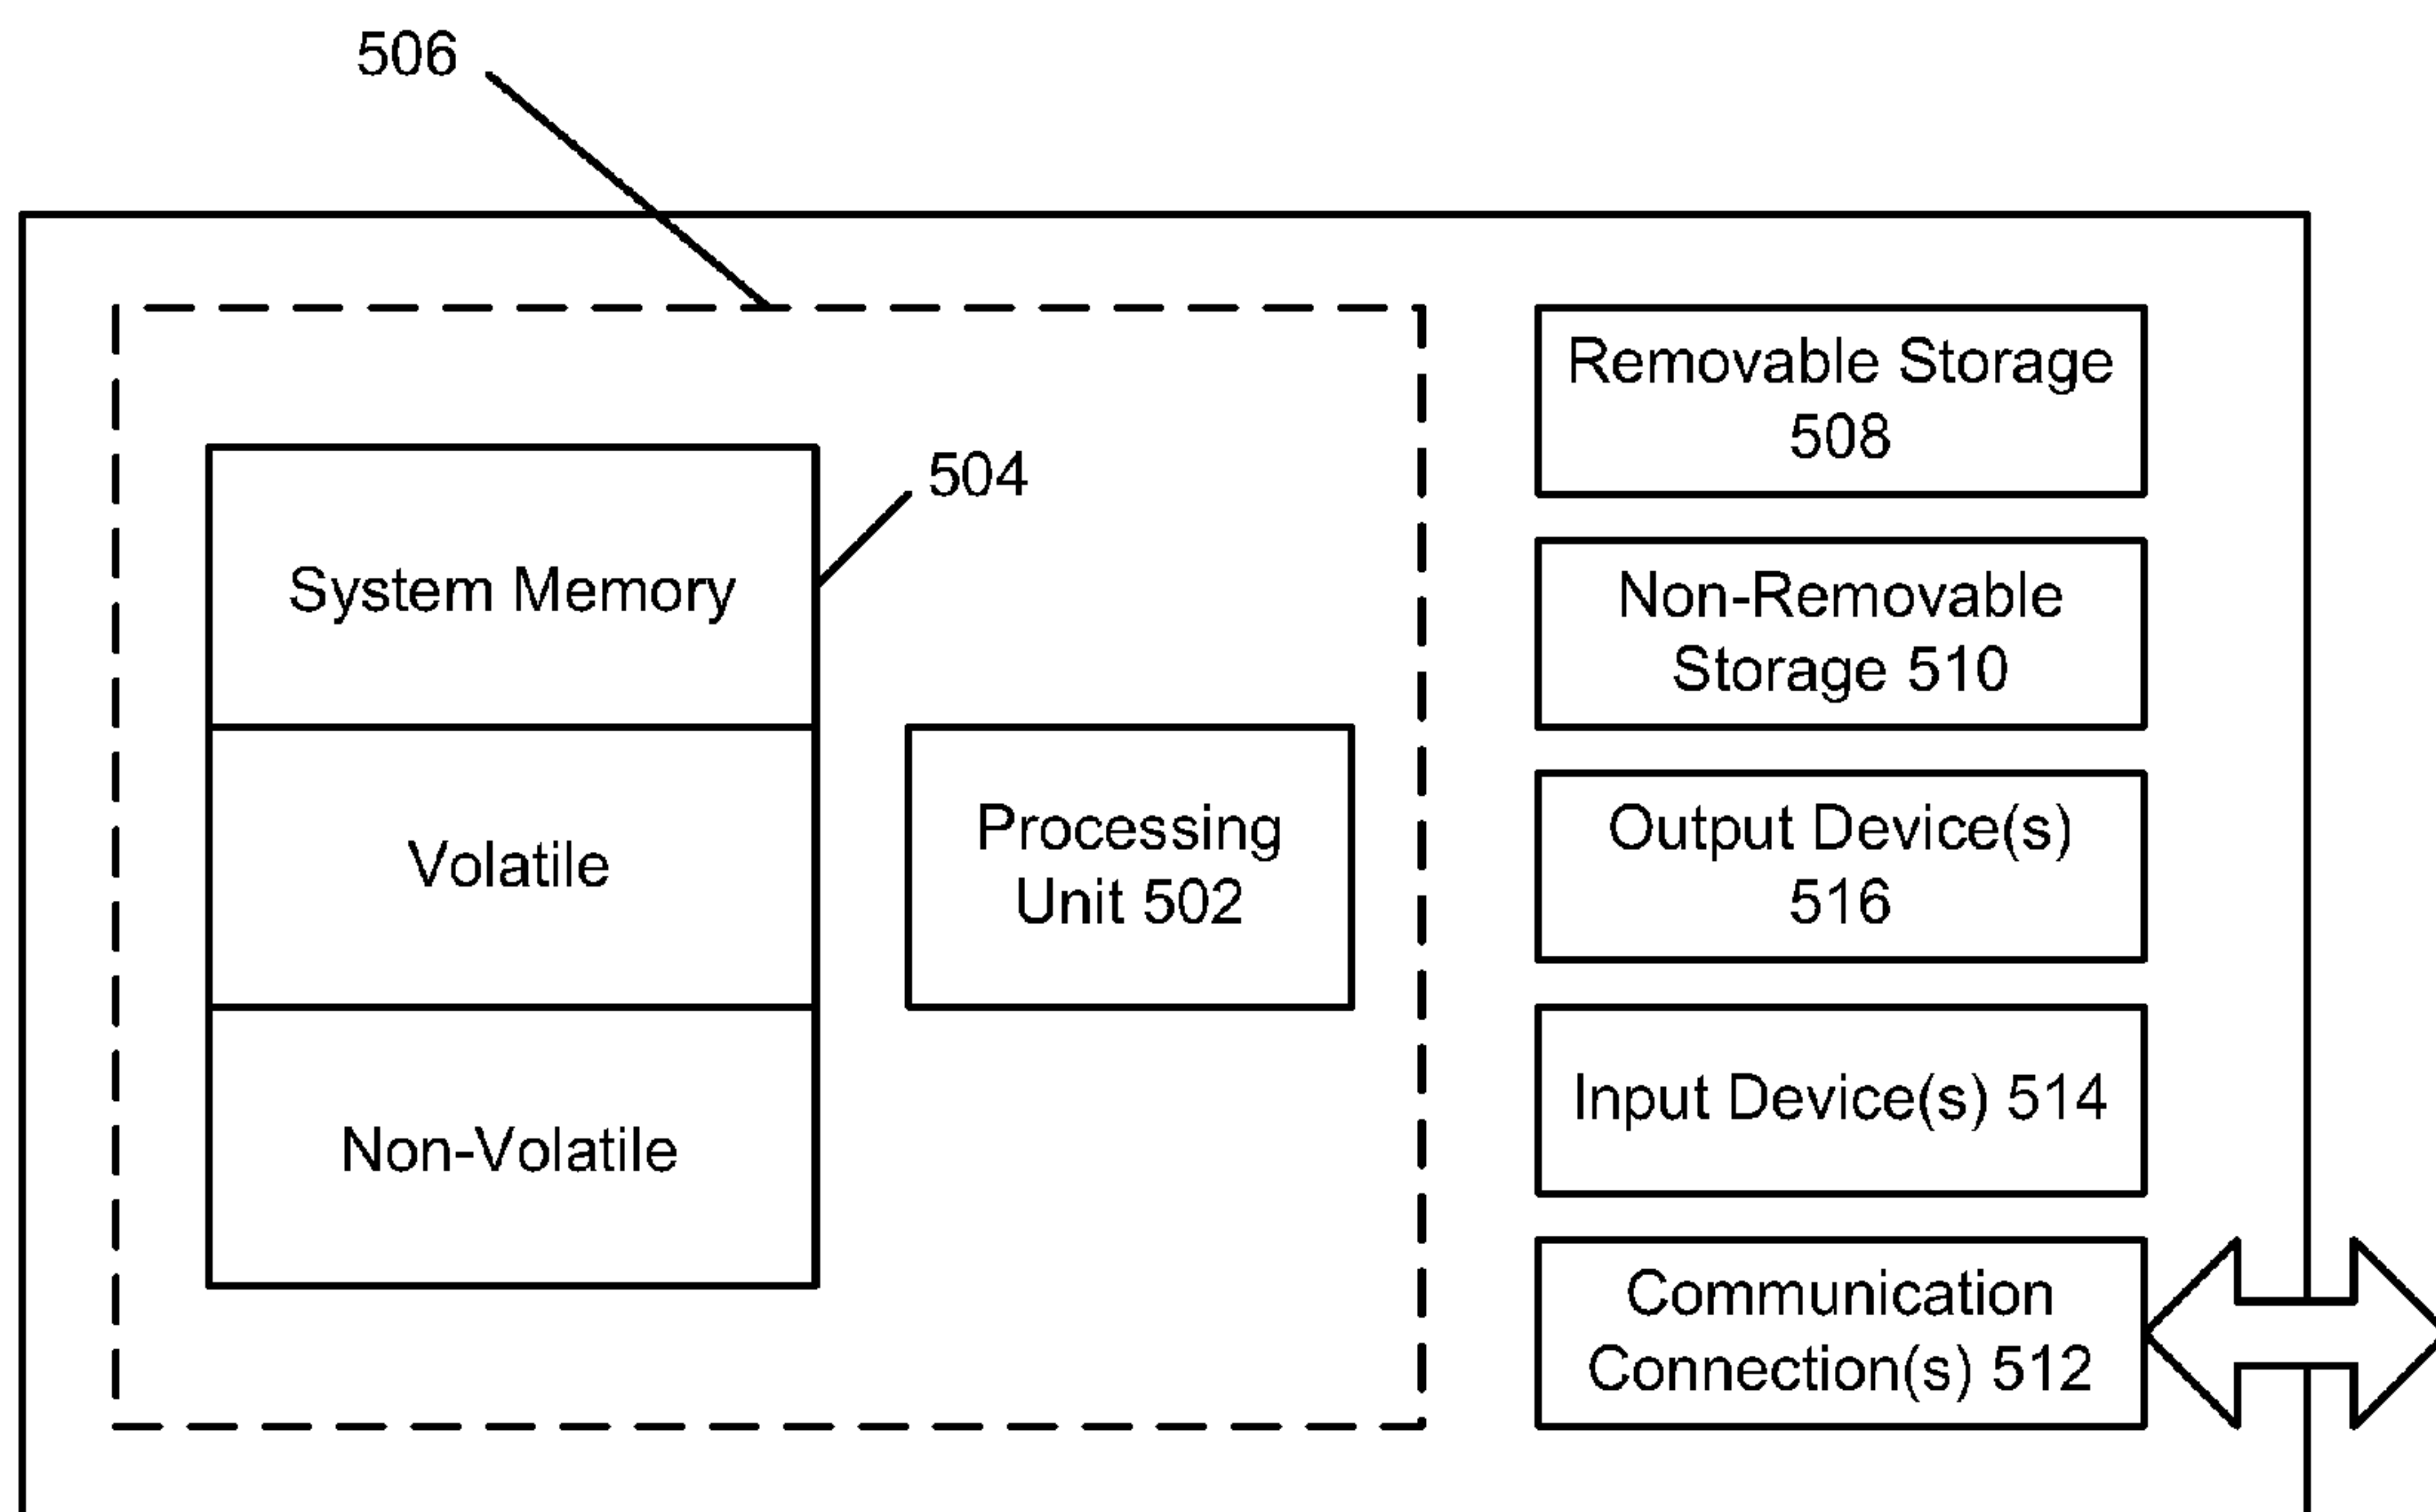 506
504
System Memory
Volatile
Non-Volatile
Processing
Unit 502
Removable Storage
508
Non-Removable
Storage 510
Output Device(s)
516
Input Device(s) 514
Communication
Connection(s) 512